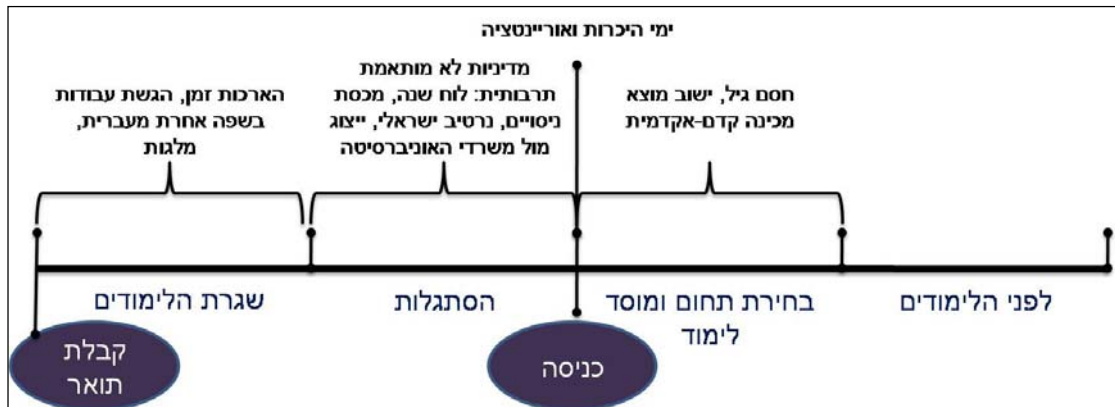 ימי היכרות ואוריינטציה
חסם גיל, ישוב מוצא
מכינה קדם-אקדמית
מדיניות לא מותאמת
תרבותית: לוח שנה, מכסת
ניסויים, נרטיב ישראלי, ייצוג
מול משרדי האוניברסיטה
הארכות זמן, הגשת עבודות
בשפה אחרת מעברית,
מלגות
לפני הלימודים
בחירת תחום ומוסד
לימוד
הסתגלות
שגרת הלימודים
כניסה
קבלת
תואר